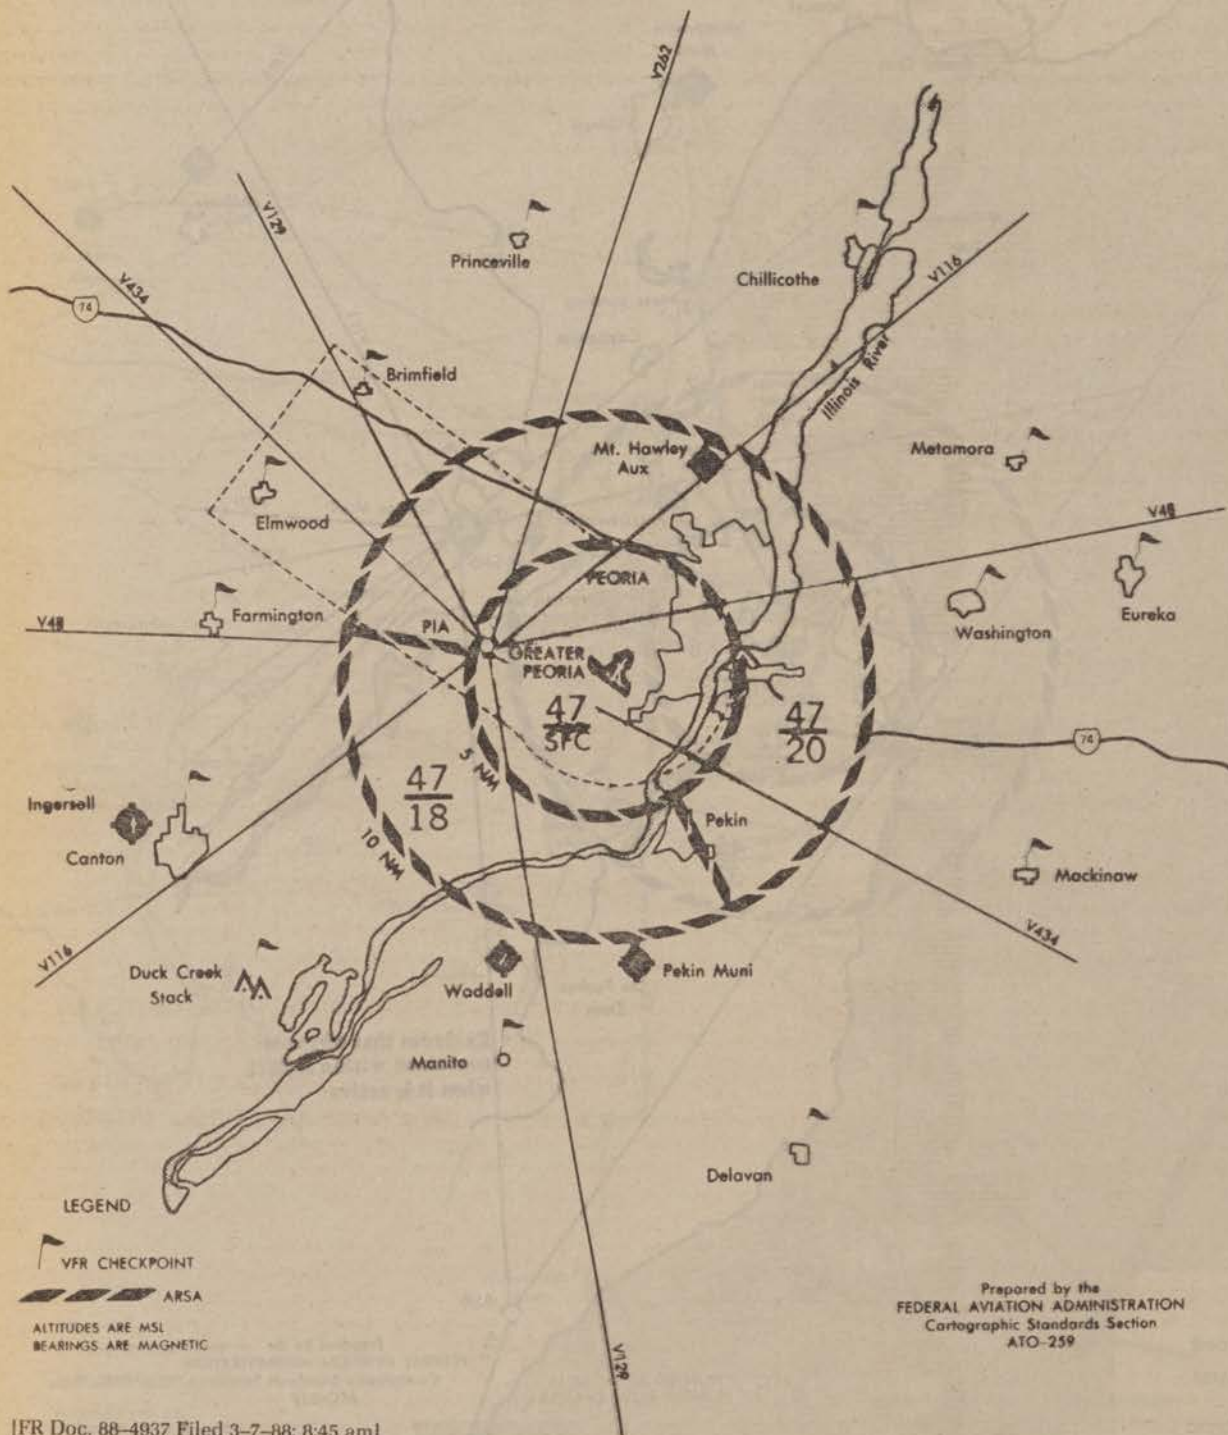 V262
V129
Princeville
Chillicothe
V116
V434
74
Illinois River
Brimfield
Mt. Hawley
Aux
Metamora
Elmwood
V48
PEORIA
Farmington
Eureka
Washington
V48
PIA
GREATER
PEORIA
47
SFC
47
20
74
5 NM
47
18
Ingersoll
Pekin
10 NM
Canton
Mackinaw
V434
V116
Duck Creek
Stack
Pekin Muni
Waddell
Manito
Delavan
LEGEND
VFR CHECKPOINT
ARSA
ALTITUDES ARE MSL
BEARINGS ARE MAGNETIC
Prepared by the
FEDERAL AVIATION ADMINISTRATION
Cartographic Standards Section
ATO-259
V129
[FR Doc. 88-4937 Filed 3-7-88; 8:45 am]